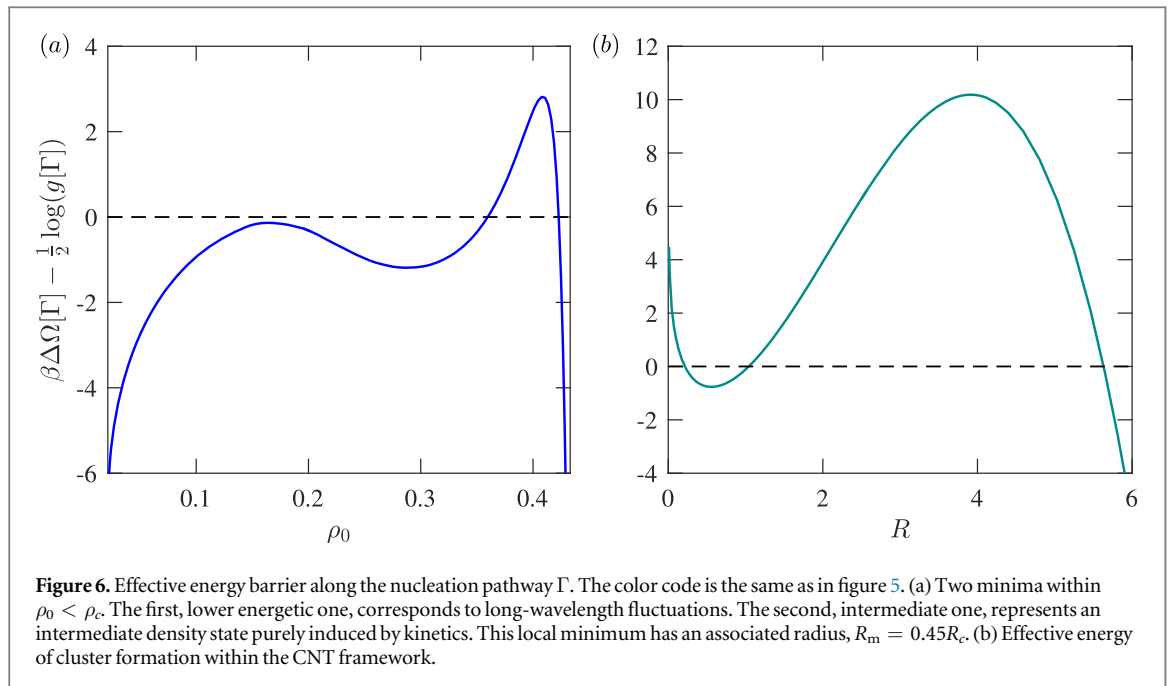 (a)
(b)
4
2
0
-2
-4
-6
βΔΩ[Γ] − 1/2 log(g[Γ])
0.1 0.2 0.3 0.4
ρ₀
12
10
8
6
4
2
0
-2
-4
0 2 4 6
R
Figure 6. Effective energy barrier along the nucleation pathway Γ. The color code is the same as in figure 5. (a) Two minima within
ρ₀ < ρ_c. The first, lower energetic one, corresponds to long-wavelength fluctuations. The second, intermediate one, represents an
intermediate density state purely induced by kinetics. This local minimum has an associated radius, R_m = 0.45R_c. (b) Effective energy
of cluster formation within the CNT framework.